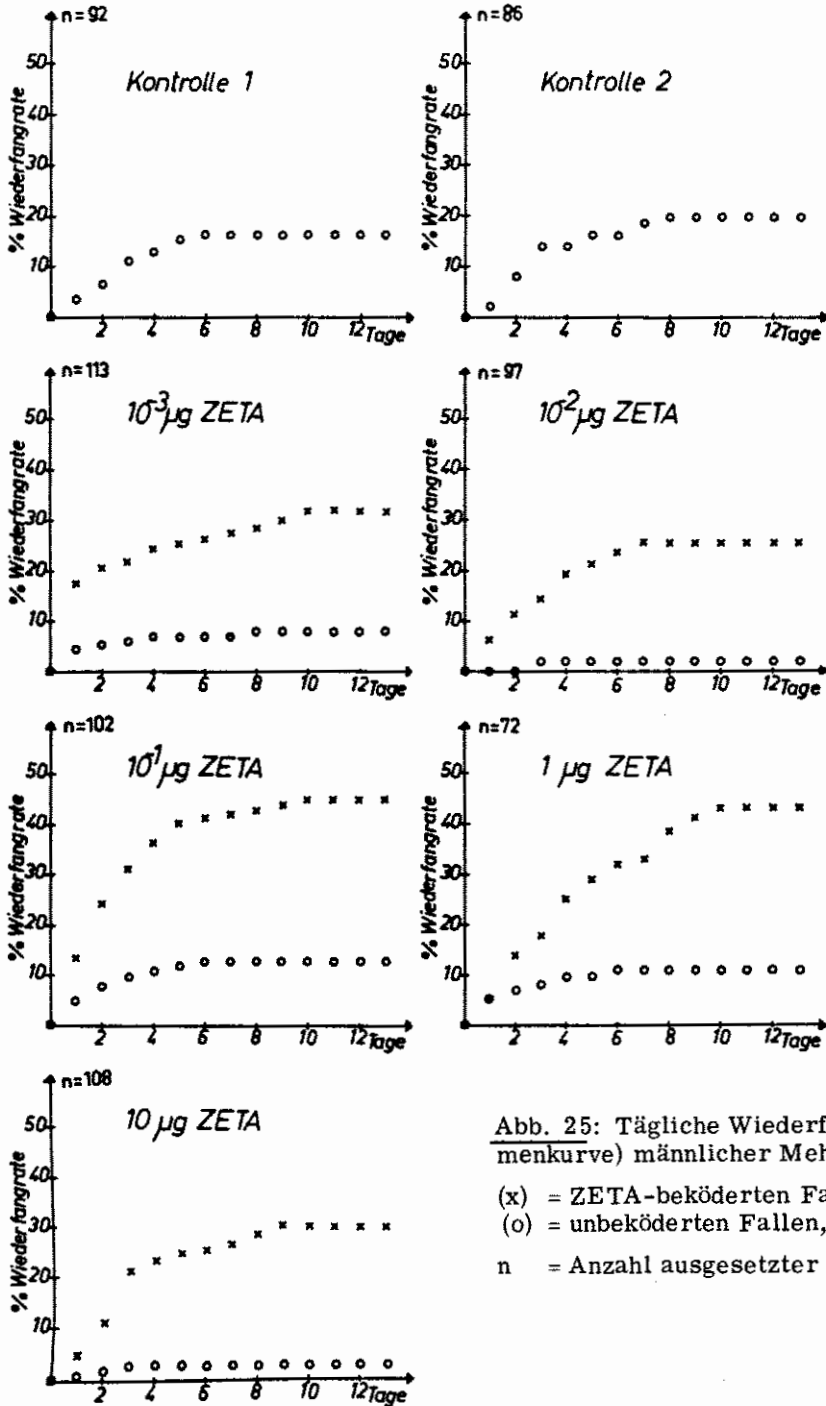 n=92
Kontrolle 1
% Wiederfangrate
50
40
30
20
10
2 4 6 8 10 12 Tage
n=86
Kontrolle 2
% Wiederfangrate
50
40
30
20
10
2 4 6 8 10 12 Tage
n=113
10⁻³ µg ZETA
% Wiederfangrate
50
40
30
20
10
2 4 6 8 10 12 Tage
n=97
10⁻² µg ZETA
% Wiederfangrate
50
40
30
20
10
2 4 6 8 10 12 Tage
n=102
10⁻¹ µg ZETA
% Wiederfangrate
50
40
30
20
10
2 4 6 8 10 12 Tage
n=72
1 µg ZETA
% Wiederfangrate
50
40
30
20
10
2 4 6 8 10 12 Tage
n=108
10 µg ZETA
% Wiederfangrate
50
40
30
20
10
2 4 6 8 10 12 Tage
Abb. 25: Tägliche Wiederf
menkurve) männlicher Meh
(x) = ZETA-beköderten Fa
(o) = unbeköderten Fallen,
n = Anzahl ausgesetzter